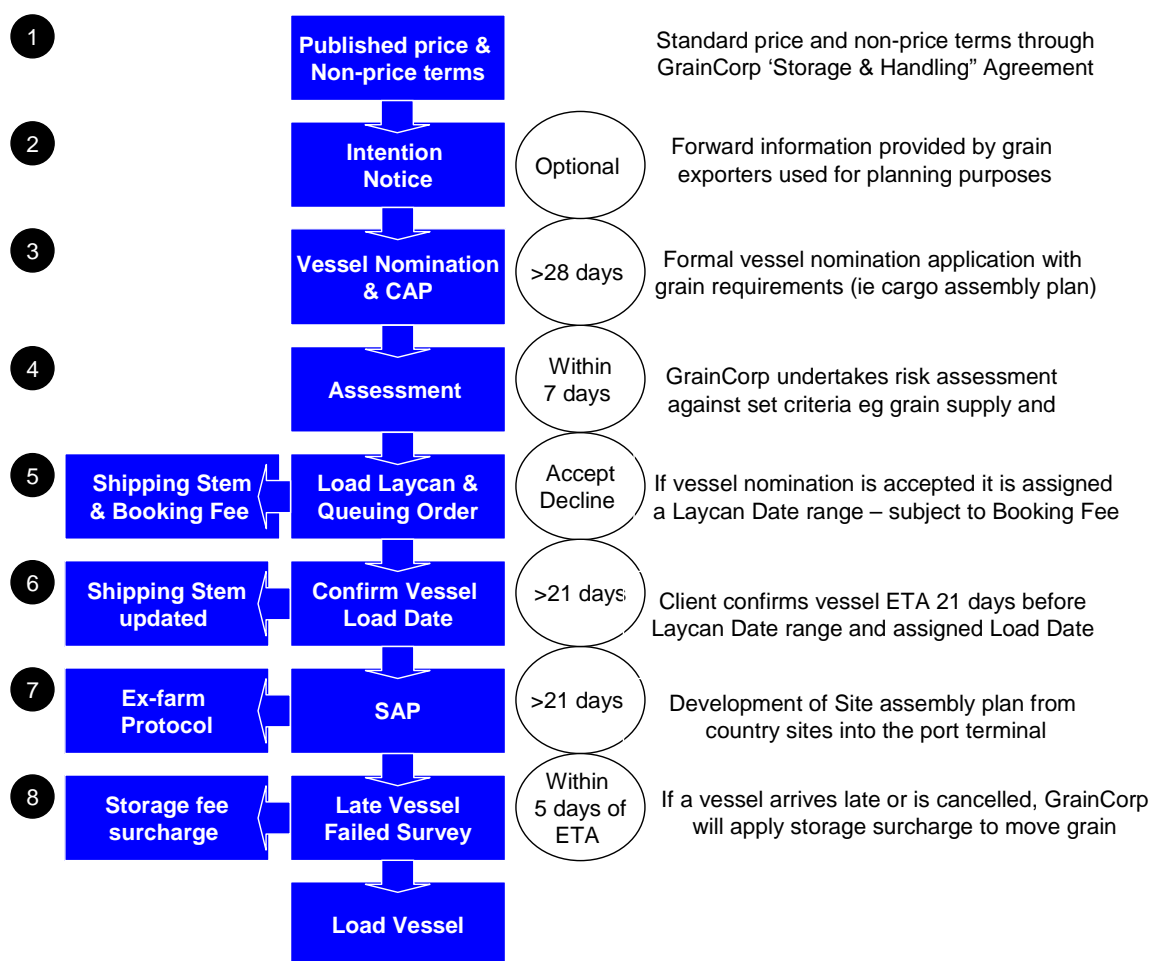 1
Published price &
Non-price terms
Standard price and non-price terms through
GrainCorp ‘Storage & Handling” Agreement
2
Intention
Notice
Optional
Forward information provided by grain
exporters used for planning purposes
3
Vessel Nomination
& CAP
>28 days
Formal vessel nomination application with
grain requirements (ie cargo assembly plan)
4
Assessment
Within
7 days
GrainCorp undertakes risk assessment
against set criteria eg grain supply and
5
Shipping Stem
& Booking Fee
Load Laycan &
Queuing Order
Accept
Decline
If vessel nomination is accepted it is assigned
a Laycan Date range – subject to Booking Fee
6
Shipping Stem
updated
Confirm Vessel
Load Date
>21 days
Client confirms vessel ETA 21 days before
Laycan Date range and assigned Load Date
7
Ex-farm
Protocol
SAP
>21 days
Development of Site assembly plan from
country sites into the port terminal
8
Storage fee
surcharge
Late Vessel
Failed Survey
Within
5 days of
ETA
If a vessel arrives late or is cancelled, GrainCorp
will apply storage surcharge to move grain
Load Vessel